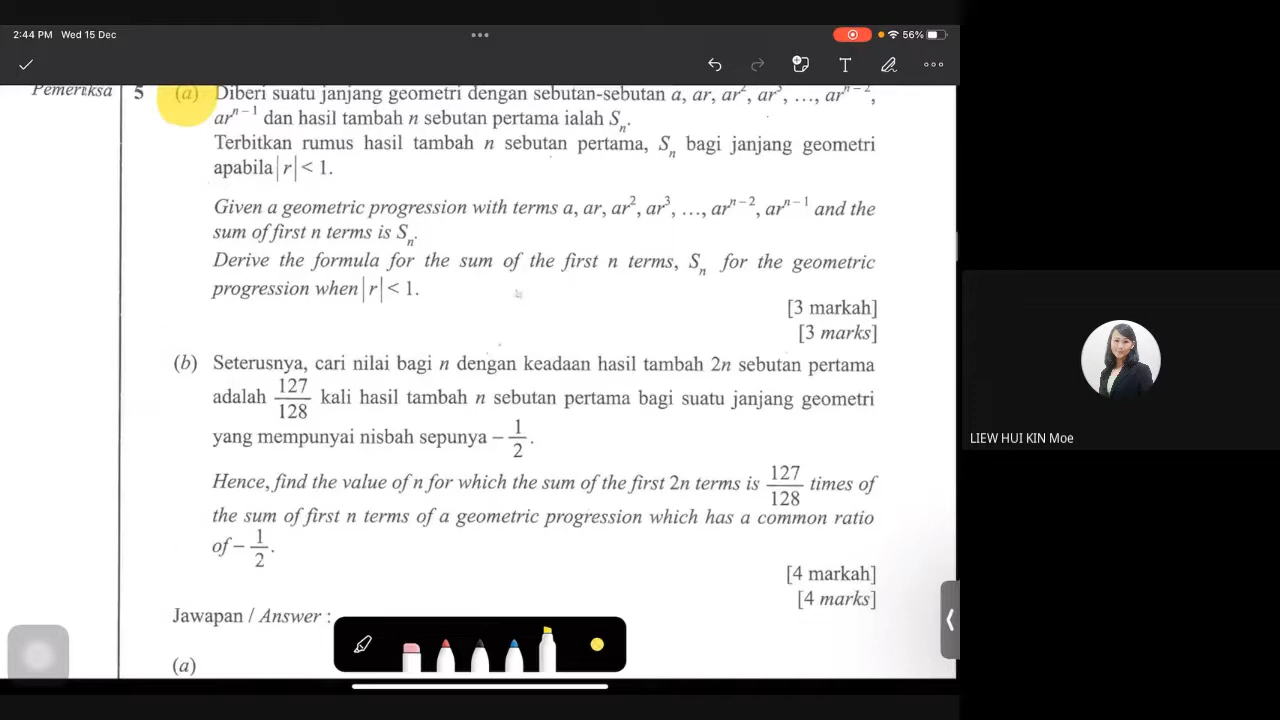 2:44 PM Wed 15 Dec
56%
T
Pemeriksa 5 (a) Diberi suatu janjang geometri dengan sebutan-sebutan a, ar, ar², ar³, …, arⁿ⁻²,
arⁿ⁻¹ dan hasil tambah n sebutan pertama ialah Sₙ.
Terbitkan rumus hasil tambah n sebutan pertama, Sₙ bagi janjang geometri
apabila |r| < 1.
Given a geometric progression with terms a, ar, ar², ar³, …, arⁿ⁻², arⁿ⁻¹ and the
sum of first n terms is Sₙ.
Derive the formula for the sum of the first n terms, Sₙ for the geometric
progression when |r| < 1.
[3 markah]
[3 marks]
(b) Seterusnya, cari nilai bagi n dengan keadaan hasil tambah 2n sebutan pertama
adalah 127/128 kali hasil tambah n sebutan pertama bagi suatu janjang geometri
yang mempunyai nisbah sepunya −1/2.
Hence, find the value of n for which the sum of the first 2n terms is 127/128 times of
the sum of first n terms of a geometric progression which has a common ratio
of −1/2.
[4 markah]
[4 marks]
Jawapan / Answer :
(a)
LIEW HUI KIN Moe